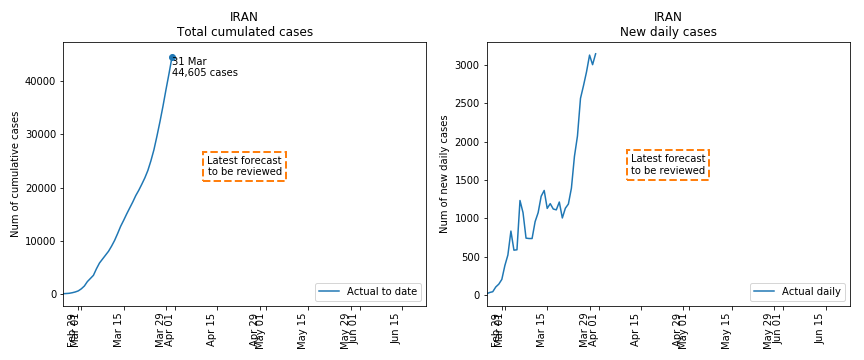 IRAN
Total cumulated cases
Num of cumulative cases
40000
30000
20000
10000
0
31 Mar
44,605 cases
Latest forecast
to be reviewed
Actual to date
Feb 29
Mar 01
Mar 15
Mar 29
Apr 01
Apr 15
Apr 29
May 01
May 15
May 29
Jun 01
Jun 15
IRAN
New daily cases
Num of new daily cases
3000
2500
2000
1500
1000
500
0
Latest forecast
to be reviewed
Actual daily
Feb 29
Mar 01
Mar 15
Mar 29
Apr 01
Apr 15
Apr 29
May 01
May 15
May 29
Jun 01
Jun 15